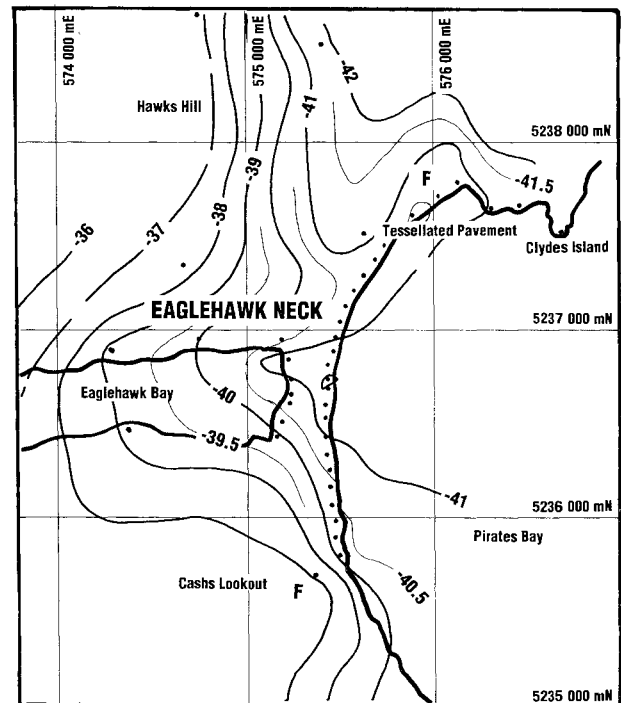 574 000 mE
575 000 mE
576 000 mE
-42
-41
Hawks Hill
5238 000 mN
-39
F
-41.5
-38
Tessellated Pavement
-36
-37
Clydes Island
EAGLEHAWK NECK
5237 000 mN
Eaglehawk Bay
-40
-39.5
-41
5236 000 mN
Pirates Bay
Cashs Lookout
F
-40.5
5235 000 mN